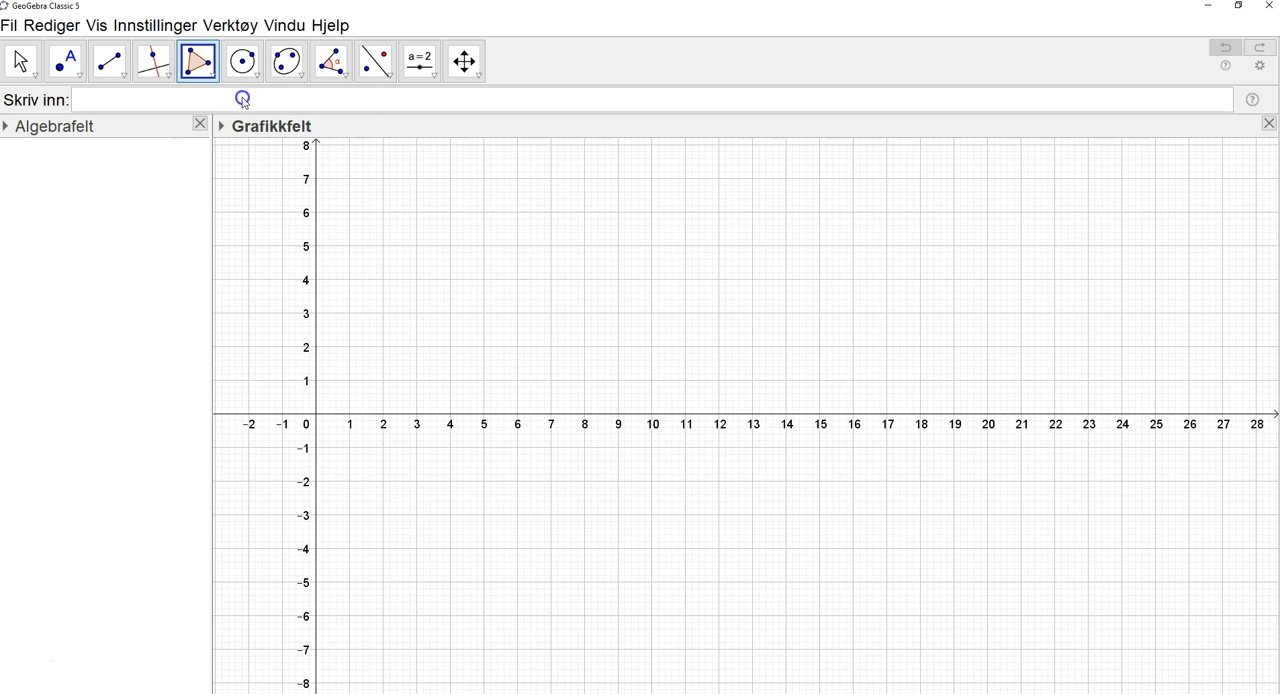 GeoGebra Classic 5
Fil Rediger Vis Innstillinger Verktøy Vindu Hjelp
A α a=2
Skriv inn:
Algebrafelt Grafikkfelt
8
7
6
5
4
3
2
1
−2 −1 0 1 2 3 4 5 6 7 8 9 10 11 12 13 14 15 16 17 18 19 20 21 22 23 24 25 26 27 28
−1
−2
−3
−4
−5
−6
−7
−8